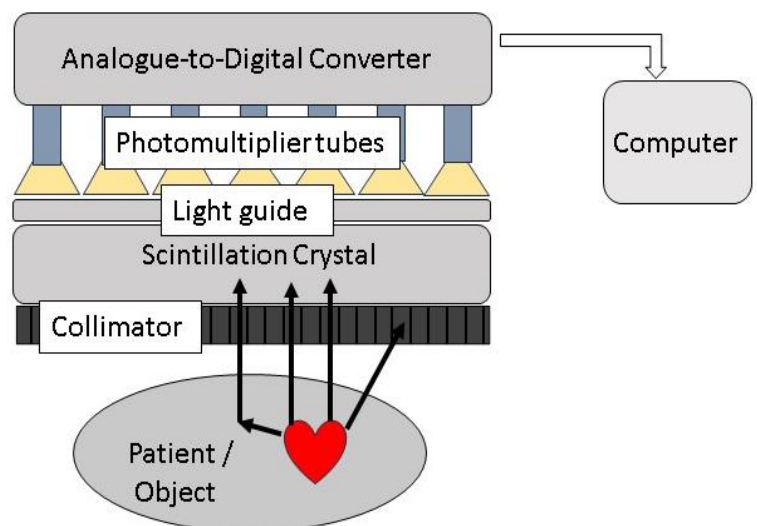 Analogue-to-Digital Converter
Computer
Photomultiplier tubes
Light guide
Scintillation Crystal
Collimator
Patient /
Object